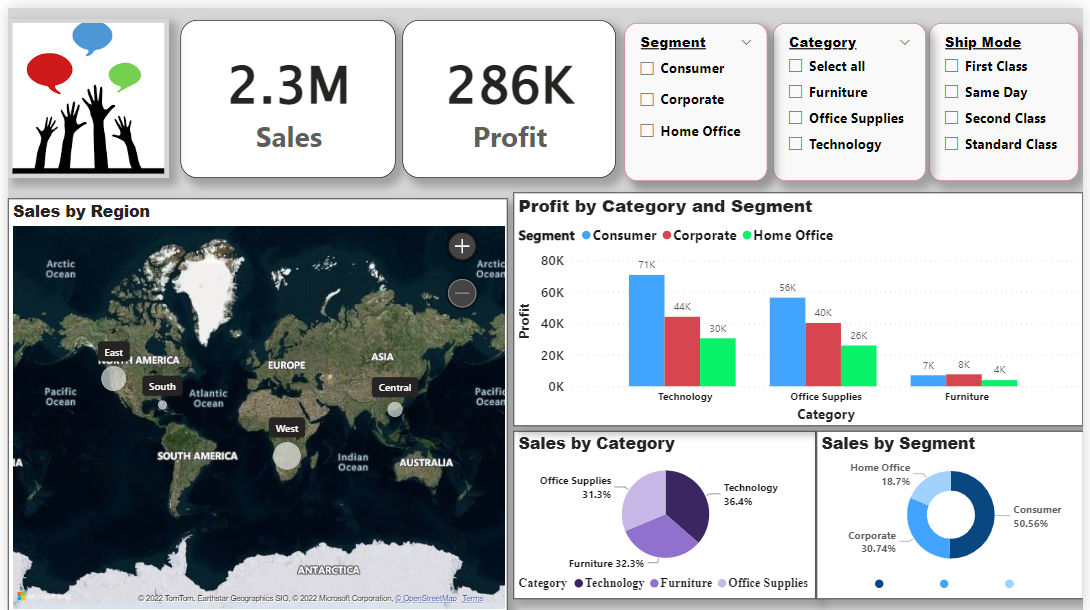 2.3M
Sales
286K
Profit
Segment
Consumer
Corporate
Home Office
Category
Select all
Furniture
Office Supplies
Technology
Ship Mode
First Class
Same Day
Second Class
Standard Class
Sales by Region
Arctic
Ocean
Arctic
Ocean
East
NORTH AMERICA
EUROPE
ASIA
South
Central
Pacific
Ocean
Atlantic
Ocean
Pacific
Ocean
West
SOUTH AMERICA
Indian
Ocean
AUSTRALIA
IA
ANTARCTICA
© 2022 TomTom, Earthstar Geographics SIO, © 2022 Microsoft Corporation, © OpenStreetMap Terms
Profit by Category and Segment
Segment Consumer Corporate Home Office
Profit
80K
60K
40K
20K
0K
71K
44K
30K
56K
40K
26K
7K
8K
4K
Technology
Office Supplies
Furniture
Category
Sales by Category
Office Supplies
31.3%
Technology
36.4%
Furniture 32.3%
Category Technology Furniture Office Supplies
Sales by Segment
Home Office
18.7%
Consumer
50.56%
Corporate
30.74%